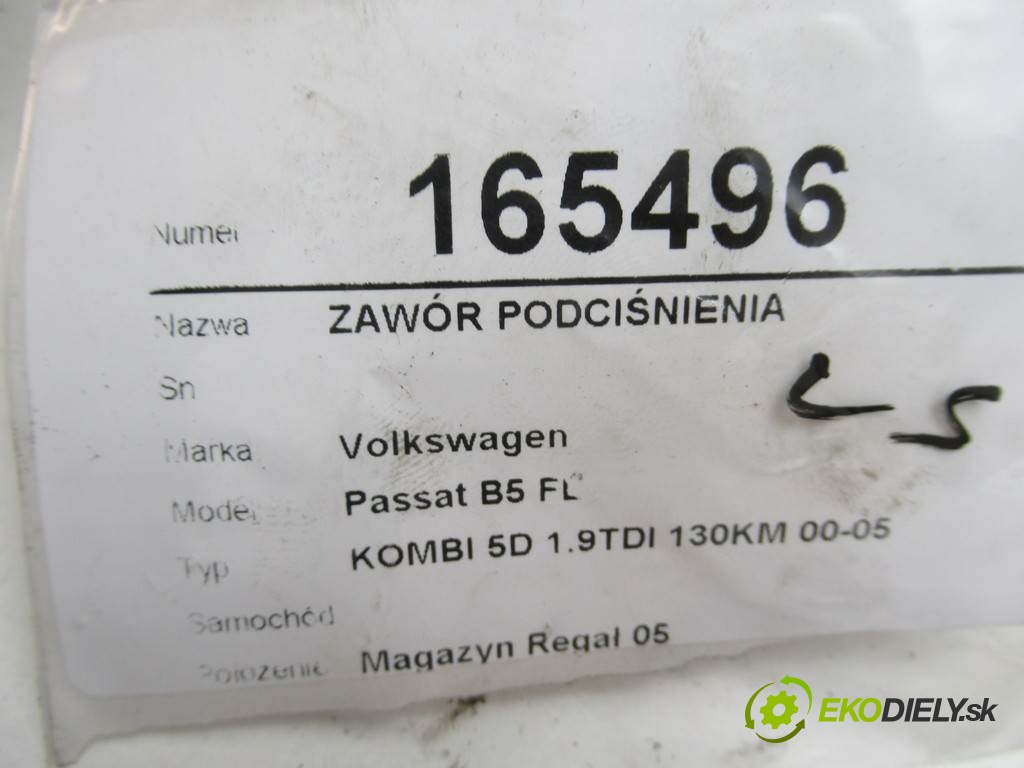 Numer 165496
Nazwa ZAWÓR PODCIŚNIENIA
Sn
Marka Volkswagen
Model Passat B5 FL
Typ KOMBI 5D 1.9TDI 130KM 00-05
Samochód
Położenie Magazyn Regał 05
EKODIELY.sk